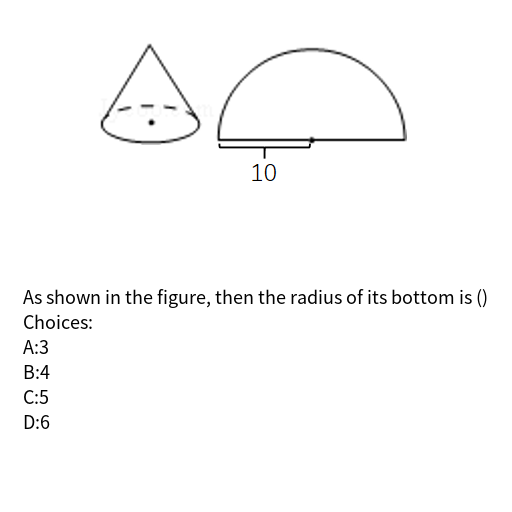 10
As shown in the figure, then the radius of its bottom is ()
Choices:
A:3
B:4
C:5
D:6